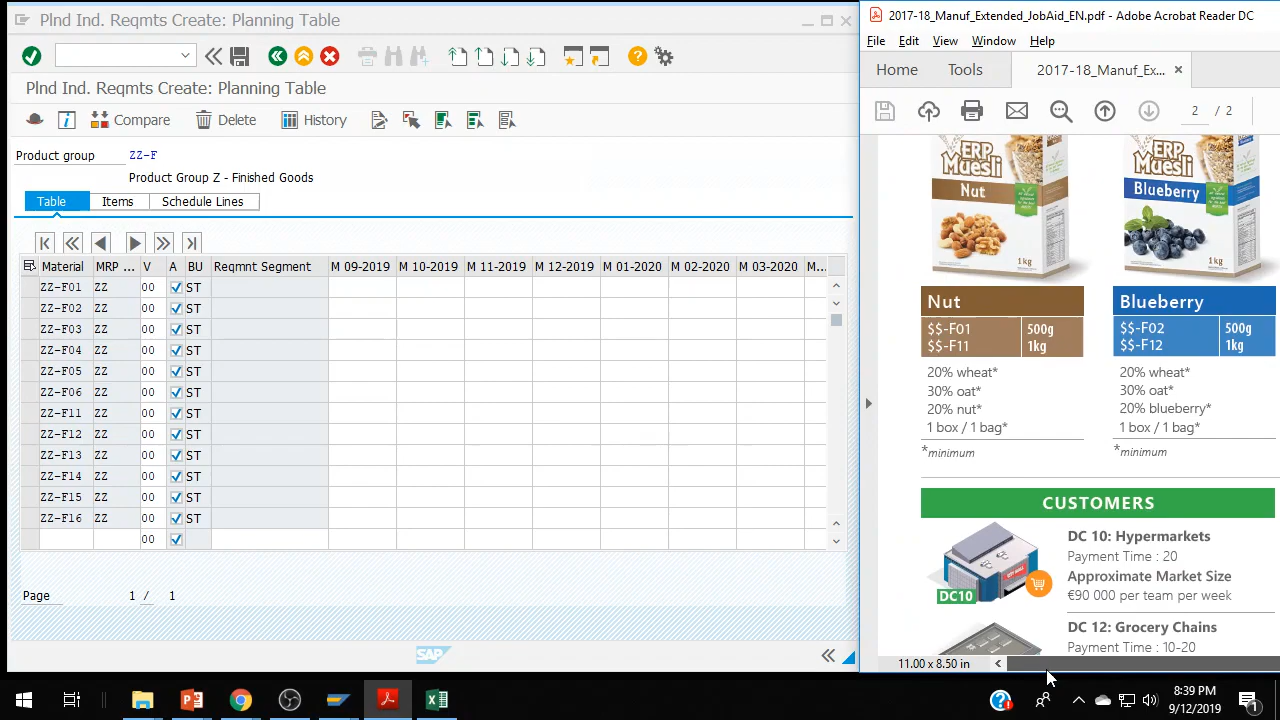 Plnd Ind. Reqmts Create: Planning Table
Plnd Ind. Reqmts Create: Planning Table
Compare Delete History
Product group ZZ-F
Product Group Z - Finished Goods
Table Items Schedule Lines
Material MRP ... V A BU Reqmnt Segment M 09-2019 M 10-2019 M 11-2019 M 12-2019 M 01-2020 M 02-2020 M 03-2020 M...
ZZ-F01 ZZ 00 ST
ZZ-F02 ZZ 00 ST
ZZ-F03 ZZ 00 ST
ZZ-F04 ZZ 00 ST
ZZ-F05 ZZ 00 ST
ZZ-F06 ZZ 00 ST
ZZ-F11 ZZ 00 ST
ZZ-F12 ZZ 00 ST
ZZ-F13 ZZ 00 ST
ZZ-F14 ZZ 00 ST
ZZ-F15 ZZ 00 ST
ZZ-F16 ZZ 00 ST
00
Page 1 / 1
SAP
2017-18_Manuf_Extended_JobAid_EN.pdf - Adobe Acrobat Reader DC
File Edit View Window Help
Home Tools 2017-18_Manuf_Ex... ×
2 / 2
ERP Muesli Nut 1 kg
ERP Muesli Blueberry 1 kg
Nut
$$-F01 500g
$$-F11 1kg
20% wheat*
30% oat*
20% nut*
1 box / 1 bag*
*minimum
Blueberry
$$-F02 500g
$$-F12 1kg
20% wheat*
30% oat*
20% blueberry*
1 box / 1 bag*
*minimum
CUSTOMERS
DC10
DC 10: Hypermarkets
Payment Time : 20
Approximate Market Size
€90 000 per team per week
DC 12: Grocery Chains
Payment Time : 10-20
11.00 x 8.50 in
8:39 PM
9/12/2019
1